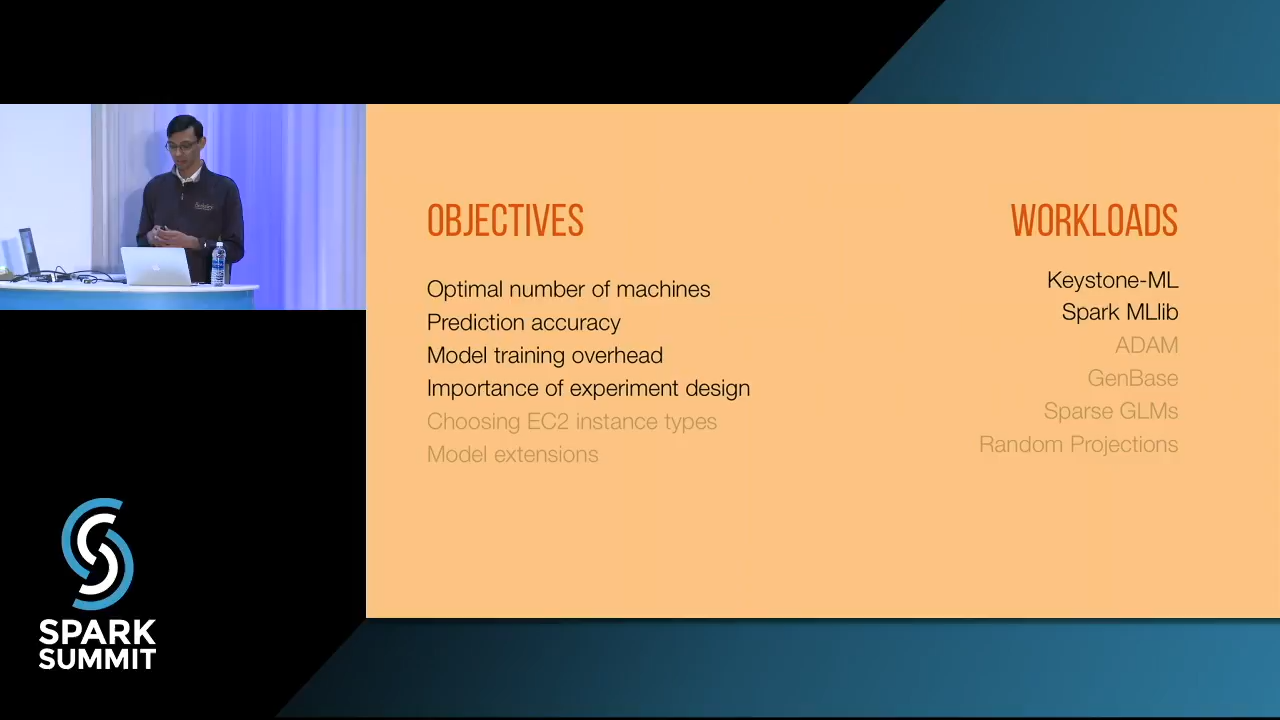 OBJECTIVES
Optimal number of machines
Prediction accuracy
Model training overhead
Importance of experiment design
Choosing EC2 instance types
Model extensions
WORKLOADS
Keystone-ML
Spark MLlib
ADAM
GenBase
Sparse GLMs
Random Projections
SPARK
SUMMIT